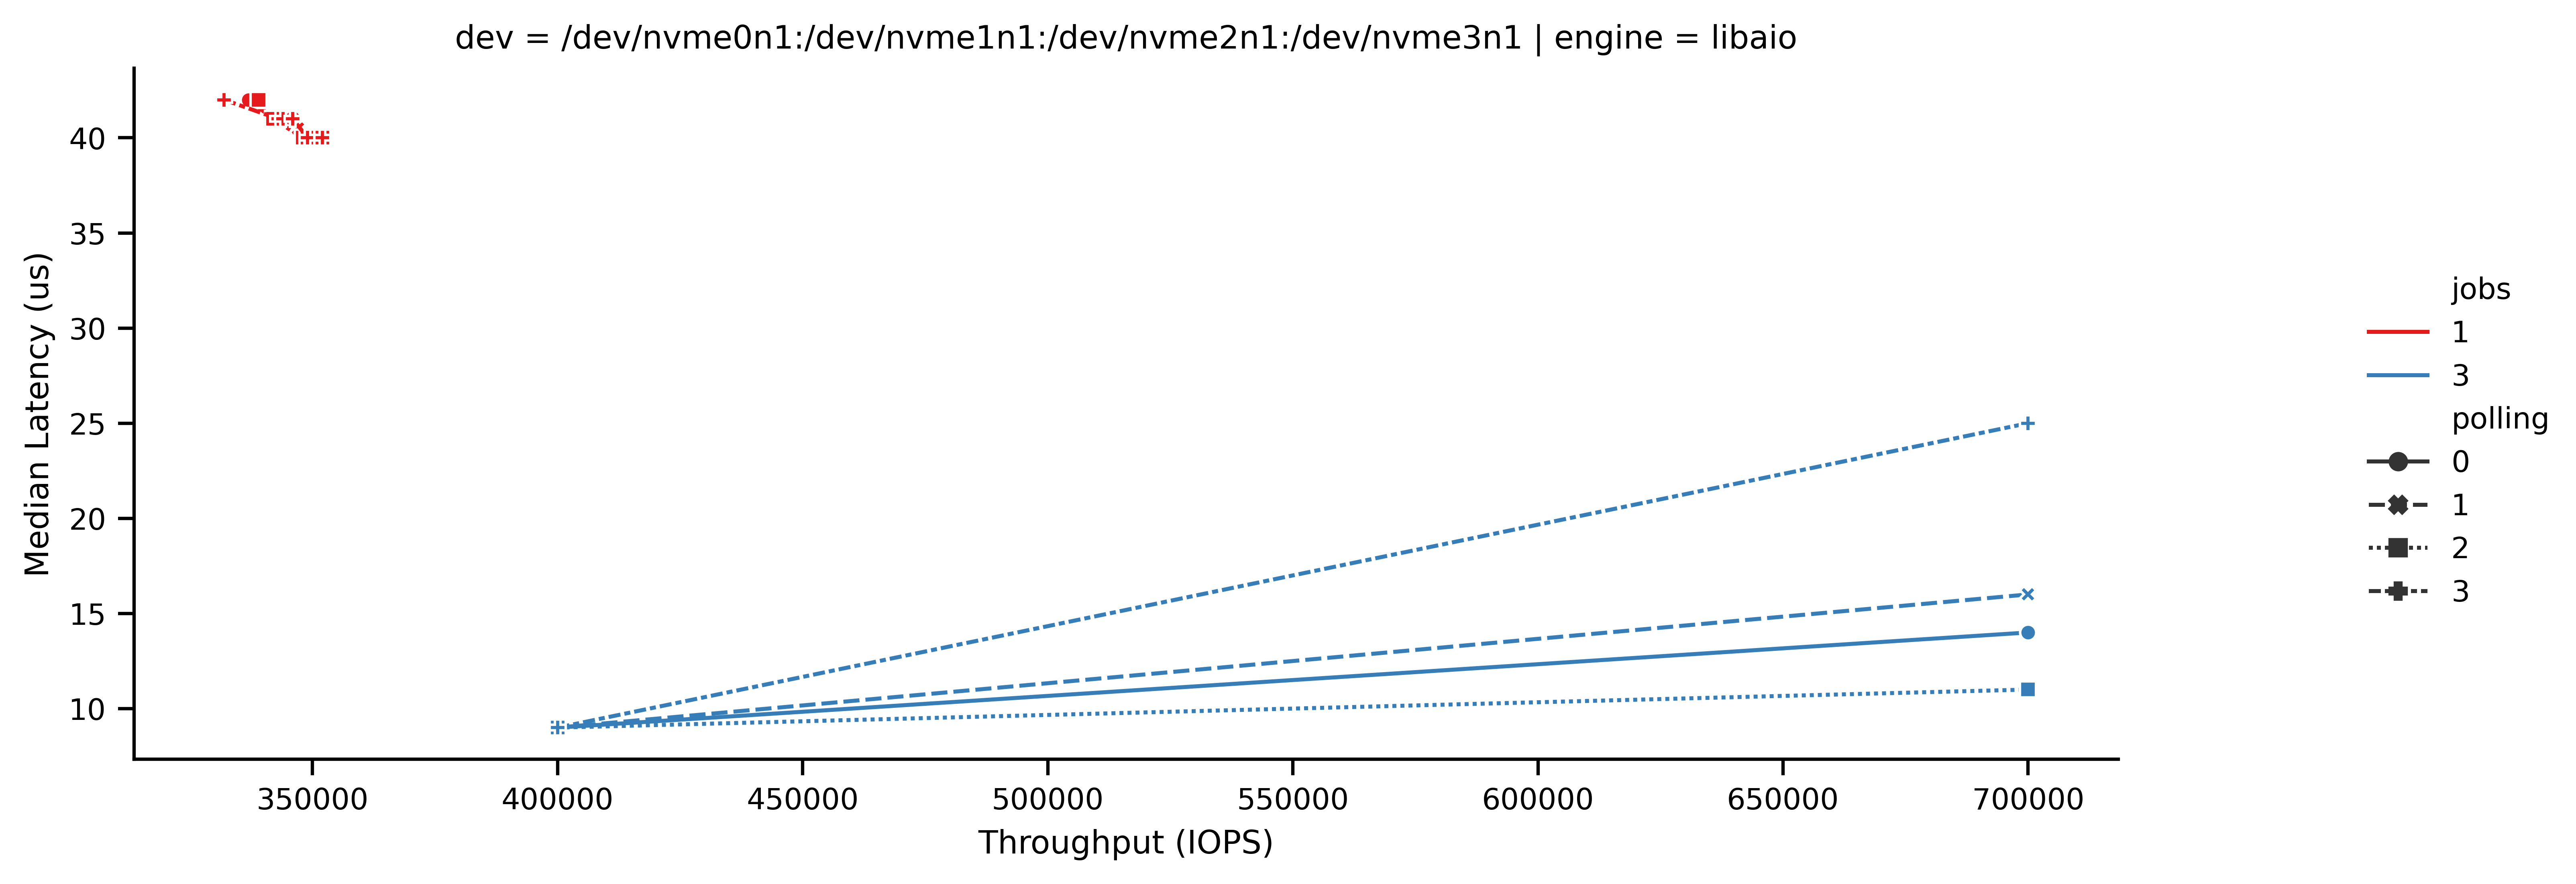 dev = /dev/nvme0n1:/dev/nvme1n1:/dev/nvme2n1:/dev/nvme3n1 | engine = libaio
Median Latency (us)
40
35
30
25
20
15
10
350000 400000 450000 500000 550000 600000 650000 700000
Throughput (IOPS)
jobs
1
3
polling
0
1
2
3